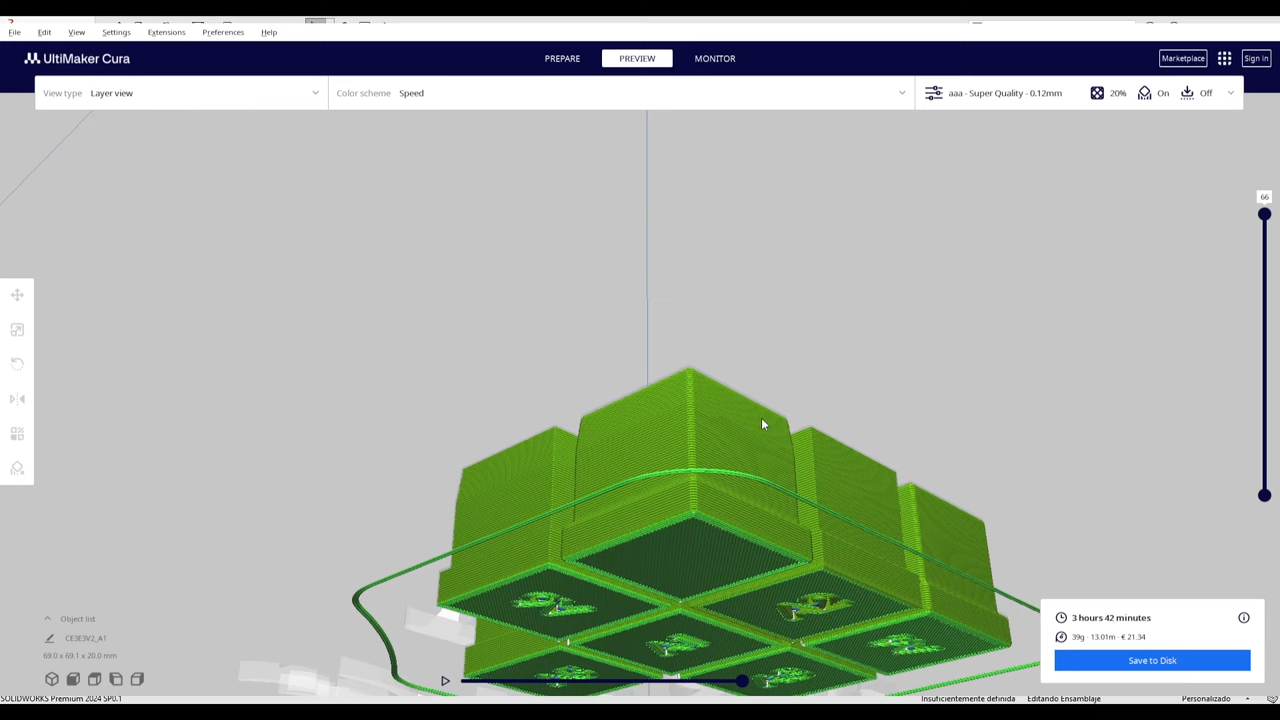 File Edit View Settings Extensions Preferences Help
UltiMaker Cura PREPARE PREVIEW MONITOR Marketplace Sign in
View type Layer view Color scheme Speed aaa - Super Quality - 0.12mm 20% On Off
66
Object list
CE3E3V2_A1
69.0 x 69.1 x 20.0 mm
3 hours 42 minutes
39g · 13.01m · € 21.34
Save to Disk
SOLIDWORKS Premium 2024 SP0.1 Insuficientemente definida Editando Ensamblaje Personalizado